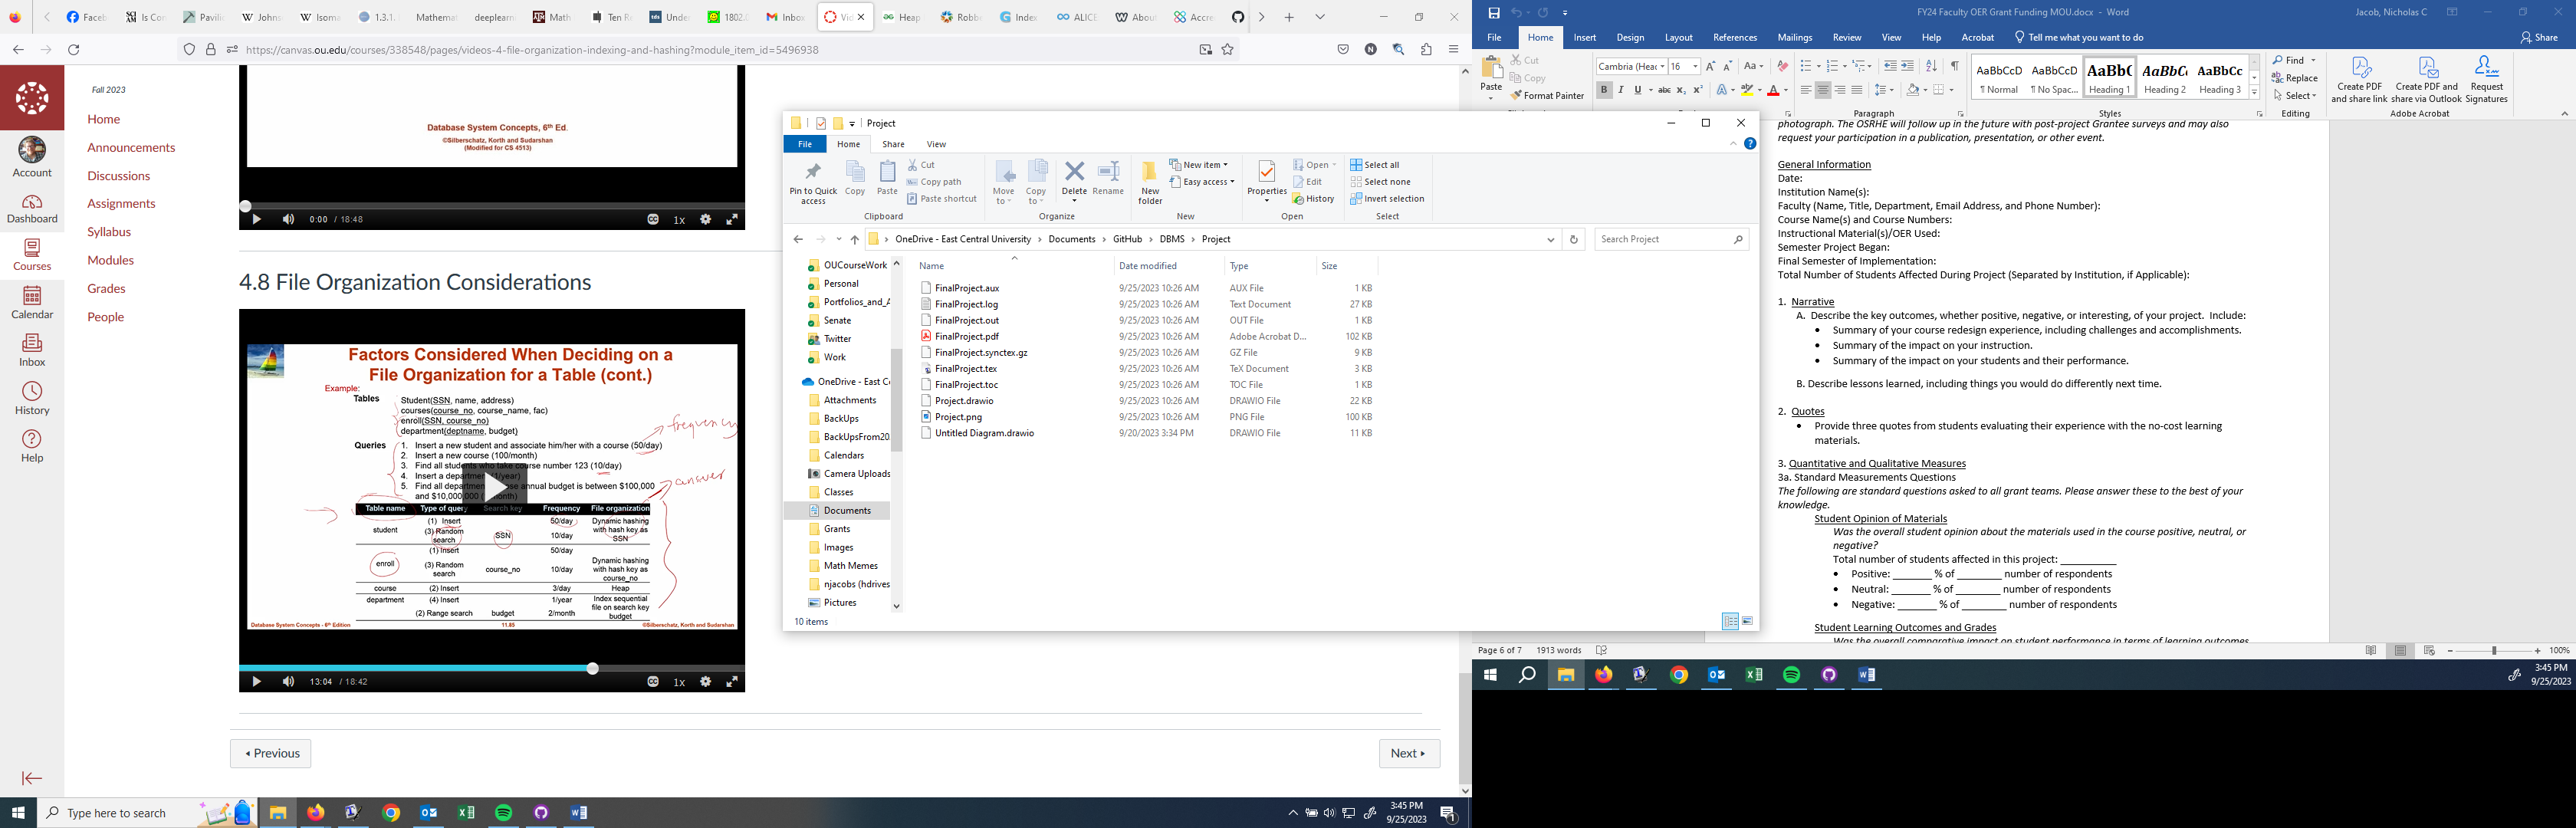 Faceb
Is Con
Pavili
Johns
Isoma
1.3.1.
Mathemat
deeplearn
Math
Ten Re
Unde
1802.0
Inbox
Vid
Heap
Robb
Index
ALICE
About
Accre
https://canvas.ou.edu/courses/338548/pages/videos-4-file-organization-indexing-and-hashing?module_item_id=5496938
Fall 2023
Home
Announcements
Discussions
Assignments
Syllabus
Modules
Grades
People
Account
Dashboard
Courses
Calendar
Inbox
History
Help
Database System Concepts, 6th Ed.
©Silberschatz, Korth and Sudarshan
(Modified for CS 4513)
0:00 / 18:48
1x
4.8 File Organization Considerations
Factors Considered When Deciding on a
File Organization for a Table (cont.)
Example:
Tables
Student(SSN, name, address)
courses(course_no, course_name, fac)
enroll(SSN, course_no)
department(deptname, budget)
frequency
Queries
1. Insert a new student and associate him/her with a course (50/day)
2. Insert a new course (100/month)
3. Find all students who take course number 123 (10/day)
4. Insert a department (1/year)
5. Find all departm ose annual budget is between $100,000
and $10,000,000 ( month)
answer
Table name Type of query Search key Frequency File organization
student
(1) Insert 50/day
(3) Random search SSN 10/day
Dynamic hashing with hash key as SSN
enroll
(1) Insert 50/day
(3) Random search course_no 10/day
Dynamic hashing with hash key as course_no
course (2) Insert 3/day Heap
department (4) Insert 1/year
(2) Range search budget 2/month
Index sequential file on search key budget
Database System Concepts - 6th Edition 11.85 ©Silberschatz, Korth and Sudarshan
13:04 / 18:42
1x
Previous
Next
Type here to search
3:45 PM
9/25/2023
Project
File Home Share View
Pin to Quick access
Copy
Paste
Cut
Copy path
Paste shortcut
Clipboard
Move to
Copy to
Delete
Rename
Organize
New folder
New item
Easy access
New
Properties
Open
Edit
History
Open
Select all
Select none
Invert selection
Select
OneDrive - East Central University > Documents > GitHub > DBMS > Project
Search Project
OUCourseWork
Personal
Portfolios_and_A
Senate
Twitter
Work
OneDrive - East Ce
Attachments
BackUps
BackUpsFrom20
Calendars
Camera Uploads
Classes
Documents
Grants
Images
Math Memes
njacobs (hdrives
Pictures
Name Date modified Type Size
FinalProject.aux 9/25/2023 10:26 AM AUX File 1 KB
FinalProject.log 9/25/2023 10:26 AM Text Document 27 KB
FinalProject.out 9/25/2023 10:26 AM OUT File 1 KB
FinalProject.pdf 9/25/2023 10:26 AM Adobe Acrobat D... 102 KB
FinalProject.synctex.gz 9/25/2023 10:26 AM GZ File 9 KB
FinalProject.tex 9/25/2023 10:26 AM TeX Document 3 KB
FinalProject.toc 9/25/2023 10:26 AM TOC File 1 KB
Project.drawio 9/25/2023 10:26 AM DRAWIO File 22 KB
Project.png 9/25/2023 10:26 AM PNG File 100 KB
Untitled Diagram.drawio 9/20/2023 3:34 PM DRAWIO File 11 KB
10 items
FY24 Faculty OER Grant Funding MOU.docx - Word
Jacob, Nicholas C
File Home Insert Design Layout References Mailings Review View Help Acrobat Tell me what you want to do
Share
Paste
Cut
Copy
Format Painter
Cambria (Heac 16
Paragraph
AaBbCcD AaBbCcD AaBb( AaBbCc AaBbCc
Normal No Spac... Heading 1 Heading 2 Heading 3
Styles
Find
Replace
Select
Editing
Create PDF and share link
Create PDF and share via Outlook
Request Signatures
Adobe Acrobat
photograph. The OSRHE will follow up in the future with post-project Grantee surveys and may also
request your participation in a publication, presentation, or other event.
General Information
Date:
Institution Name(s):
Faculty (Name, Title, Department, Email Address, and Phone Number):
Course Name(s) and Course Numbers:
Instructional Material(s)/OER Used:
Semester Project Began:
Final Semester of Implementation:
Total Number of Students Affected During Project (Separated by Institution, if Applicable):
1. Narrative
A. Describe the key outcomes, whether positive, negative, or interesting, of your project. Include:
• Summary of your course redesign experience, including challenges and accomplishments.
• Summary of the impact on your instruction.
• Summary of the impact on your students and their performance.
B. Describe lessons learned, including things you would do differently next time.
2. Quotes
• Provide three quotes from students evaluating their experience with the no-cost learning
materials.
3. Quantitative and Qualitative Measures
3a. Standard Measurements Questions
The following are standard questions asked to all grant teams. Please answer these to the best of your
knowledge.
Student Opinion of Materials
Was the overall student opinion about the materials used in the course positive, neutral, or
negative?
Total number of students affected in this project: __________
• Positive: _______ % of ________ number of respondents
• Neutral: _______ % of ________ number of respondents
• Negative: _______ % of ________ number of respondents
Student Learning Outcomes and Grades
Was the overall comparative impact on student performance in terms of learning outcomes
Page 6 of 7 1913 words
100%
3:45 PM
9/25/2023